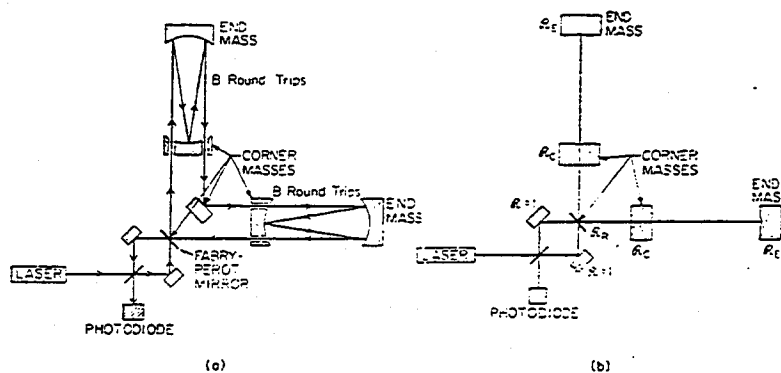 END
MASS
B Round Trips
CORNER
MASSES
B Round Trips
END
MASS
FABRY-
PEROT
MIRROR
LASER
PHOTODIODE
(a)
END
MASS
CORNER
MASSES
END
MASS
LASER
PHOTODIODE
(b)